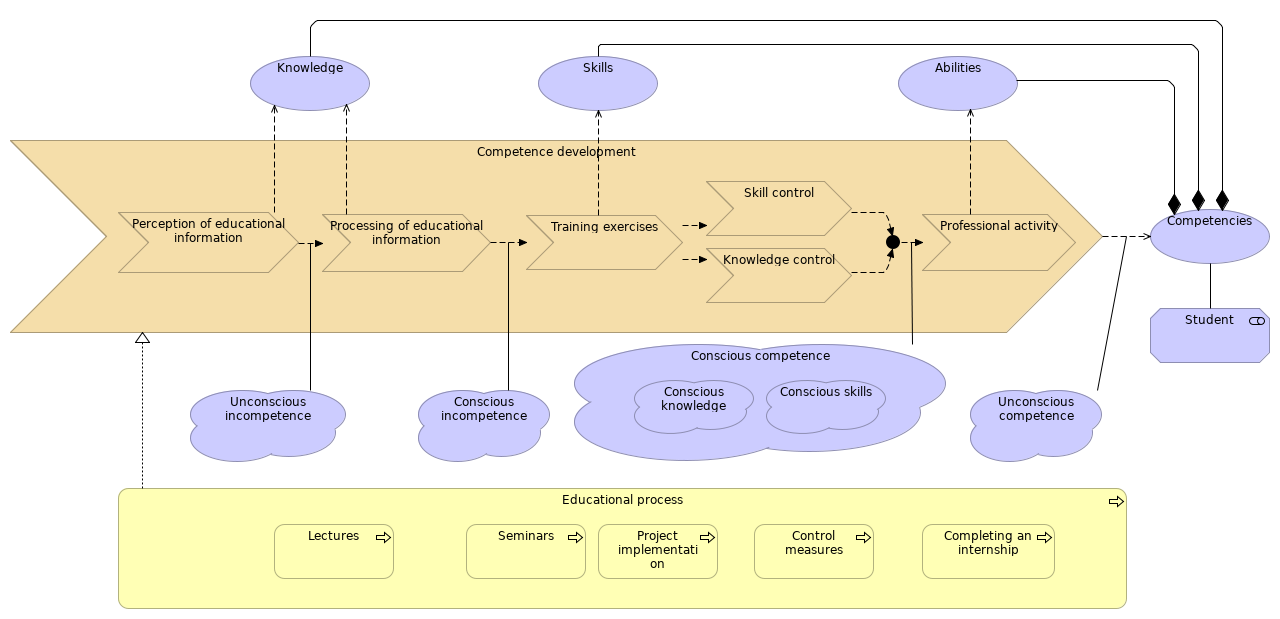 Knowledge
Skills
Abilities
Competence development
Perception of educational
information
Processing of educational
information
Training exercises
Skill control
Knowledge control
Professional activity
Competencies
Student
Unconscious
incompetence
Conscious
incompetence
Conscious competence
Conscious
knowledge
Conscious skills
Unconscious
competence
Educational process
Lectures
Seminars
Project
implementati
on
Control
measures
Completing an
internship